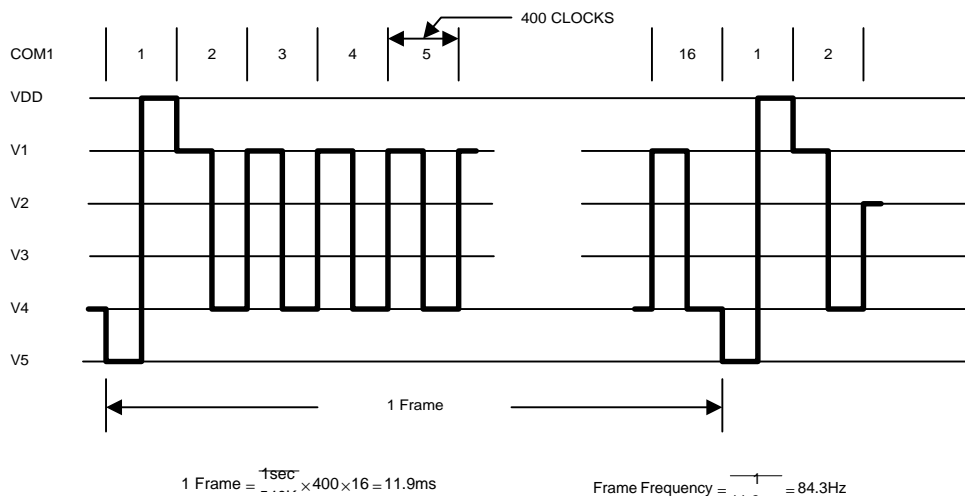 400 CLOCKS
COM1 1 2 3 4 5 16 1 2
VDD
V1
V2
V3
V4
V5
1 Frame
1 Frame = 1sec × 400 × 16 = 11.9ms
Frame Frequency = 1 = 84.3Hz